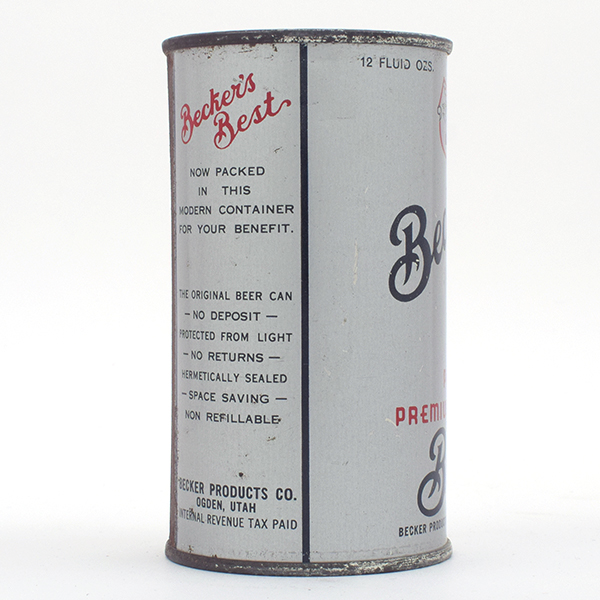 Becker's
Best
NOW PACKED
IN THIS
MODERN CONTAINER
FOR YOUR BENEFIT.
THE ORIGINAL BEER CAN
— NO DEPOSIT —
PROTECTED FROM LIGHT
— NO RETURNS —
HERMETICALLY SEALED
— SPACE SAVING —
NON REFILLABLE
BECKER PRODUCTS CO.
OGDEN, UTAH
INTERNAL REVENUE TAX PAID
12 FLUID OZS.
Bec
PREMIU
B
BECKER PRODU